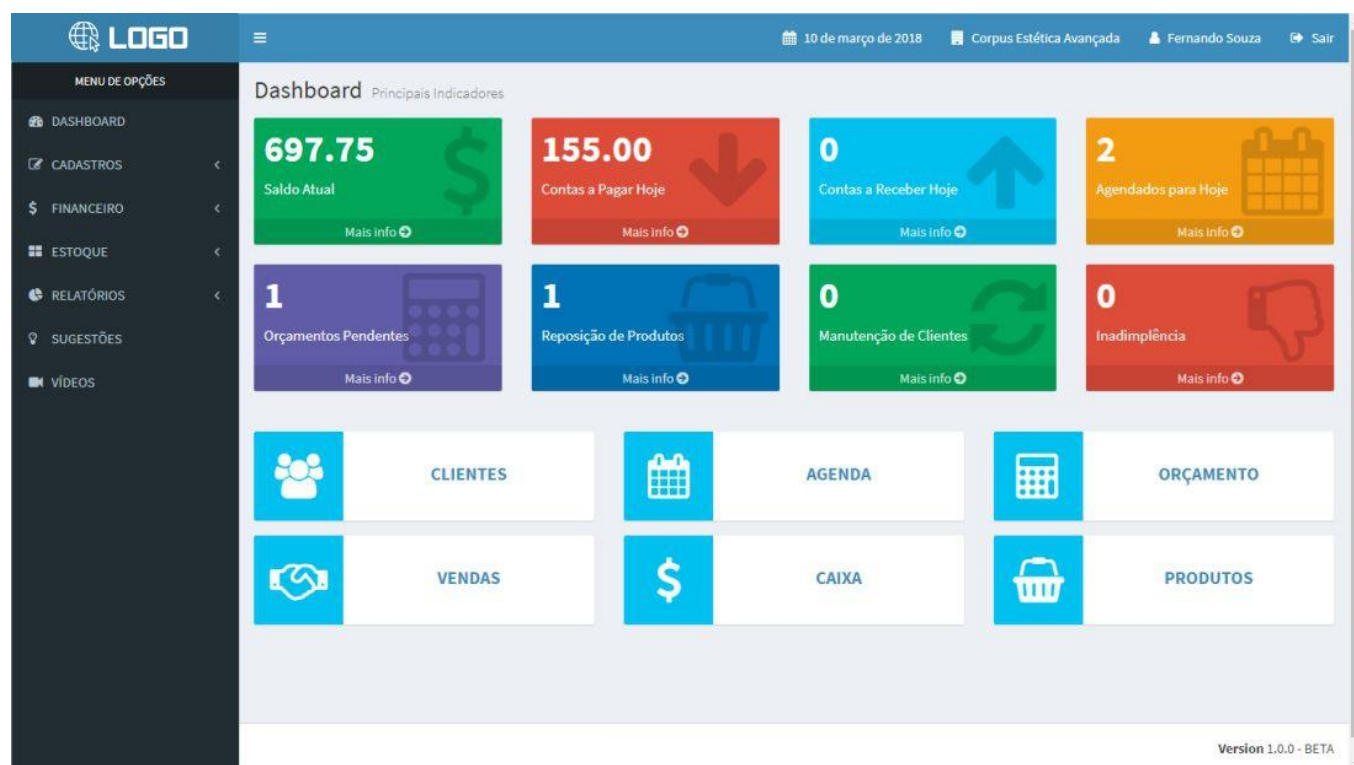 LOGO
10 de março de 2018 Corpus Estética Avançada Fernando Souza Sair
MENU DE OPÇÕES
DASHBOARD
CADASTROS
FINANCEIRO
ESTOQUE
RELATÓRIOS
SUGESTÕES
VÍDEOS
Dashboard Principais Indicadores
697.75
Saldo Atual
Mais info
155.00
Contas a Pagar Hoje
Mais info
0
Contas a Receber Hoje
Mais info
2
Agendados para Hoje
Mais info
1
Orçamentos Pendentes
Mais info
1
Reposição de Produtos
Mais info
0
Manutenção de Clientes
Mais info
0
Inadimplência
Mais info
CLIENTES
AGENDA
ORÇAMENTO
VENDAS
CAIXA
PRODUTOS
Version 1.0.0 - BETA